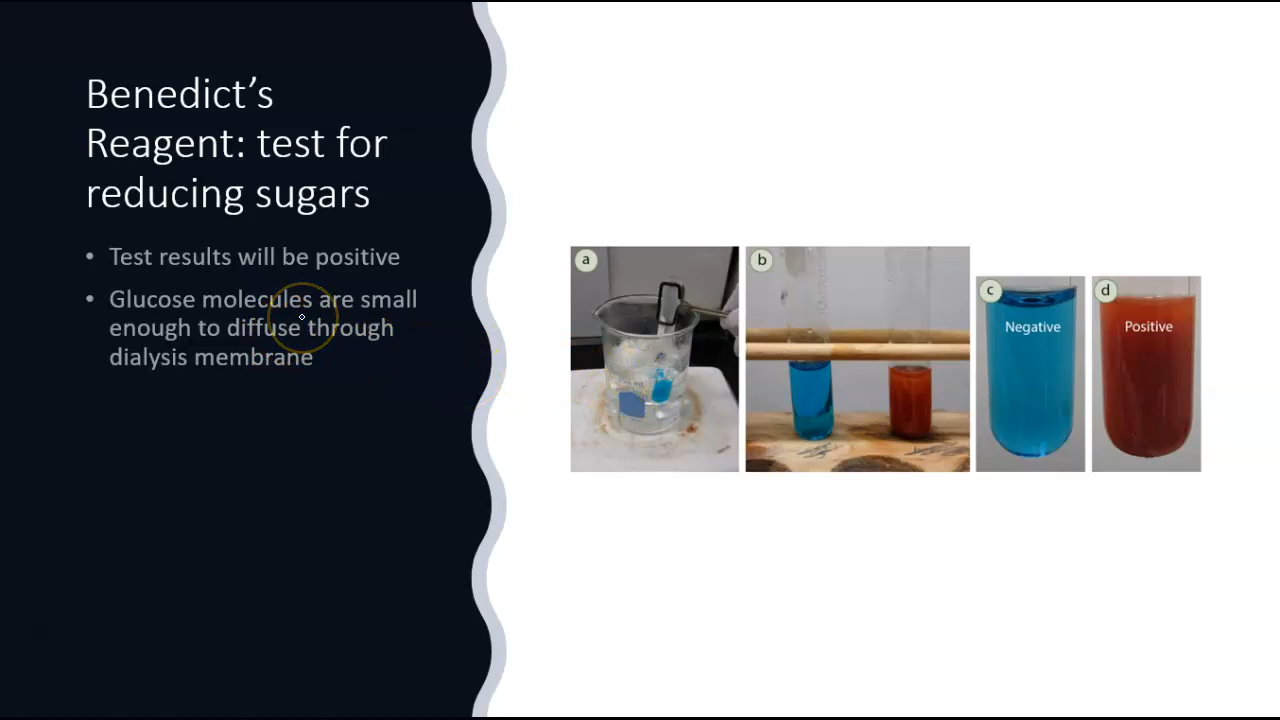 Benedict’s
Reagent: test for
reducing sugars
• Test results will be positive
• Glucose molecules are small
enough to diffuse through
dialysis membrane
a
b
c
Negative
d
Positive